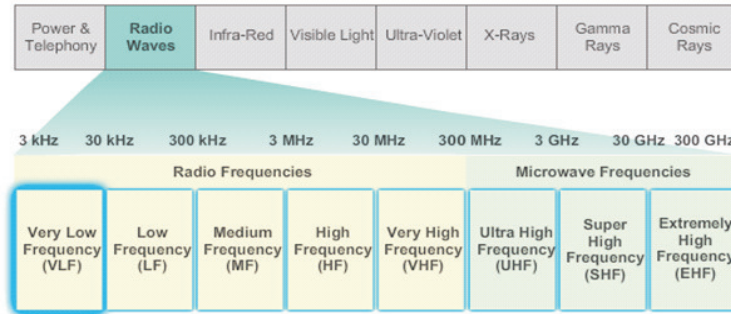 Power & Telephony
Radio Waves
Infra-Red
Visible Light
Ultra-Violet
X-Rays
Gamma Rays
Cosmic Rays
3 kHz 30 kHz 300 kHz 3 MHz 30 MHz 300 MHz 3 GHz 30 GHz 300 GHz
Radio Frequencies
Microwave Frequencies
Very Low
Frequency
(VLF)
Low
Frequency
(LF)
Medium
Frequency
(MF)
High
Frequency
(HF)
Very High
Frequency
(VHF)
Ultra High
Frequency
(UHF)
Super
High
Frequency
(SHF)
Extremely
High
Frequency
(EHF)